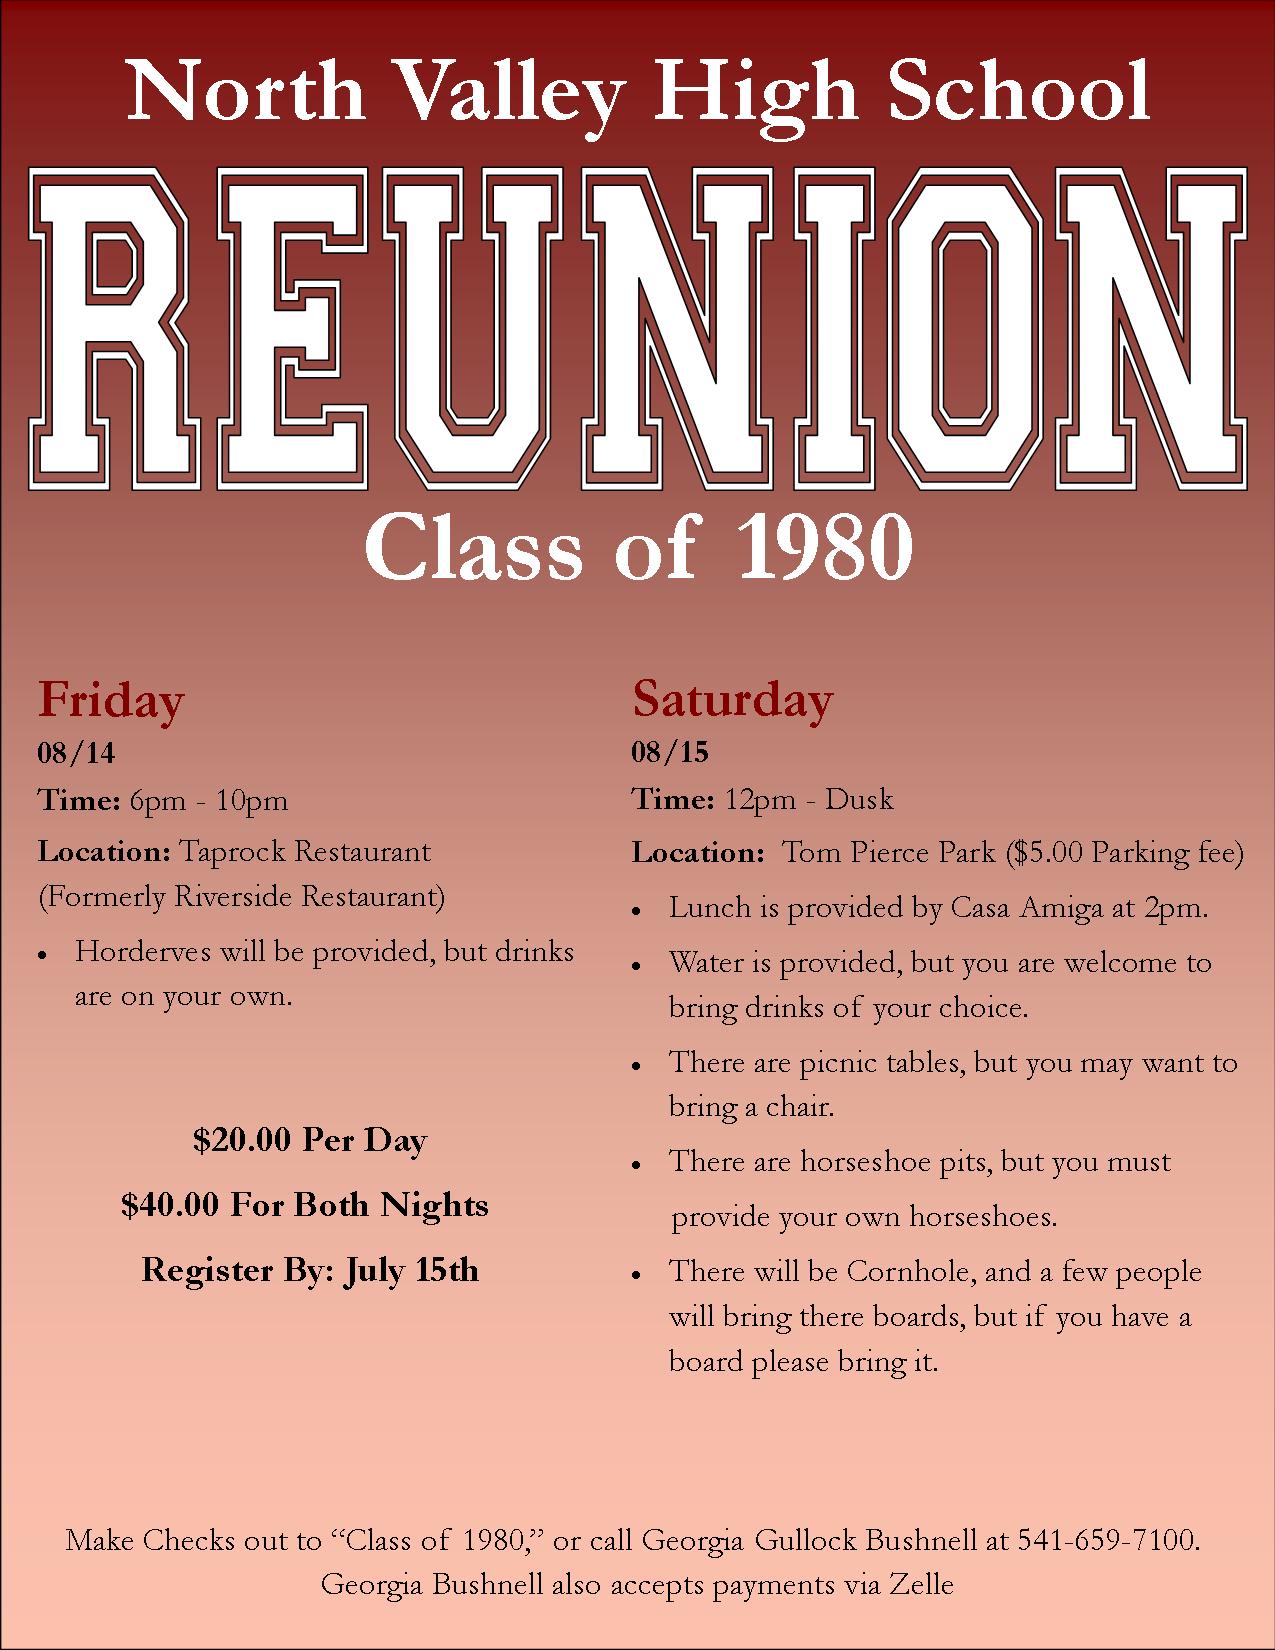 North Valley High School
REUNION
Class of 1980
Friday
08/14
Time: 6pm - 10pm
Location: Taprock Restaurant
(Formerly Riverside Restaurant)
• Horderves will be provided, but drinks
are on your own.
$20.00 Per Day
$40.00 For Both Nights
Register By: July 15th
Saturday
08/15
Time: 12pm - Dusk
Location: Tom Pierce Park ($5.00 Parking fee)
• Lunch is provided by Casa Amiga at 2pm.
• Water is provided, but you are welcome to
bring drinks of your choice.
• There are picnic tables, but you may want to
bring a chair.
• There are horseshoe pits, but you must
provide your own horseshoes.
• There will be Cornhole, and a few people
will bring there boards, but if you have a
board please bring it.
Make Checks out to “Class of 1980,” or call Georgia Gullock Bushnell at 541-659-7100.
Georgia Bushnell also accepts payments via Zelle